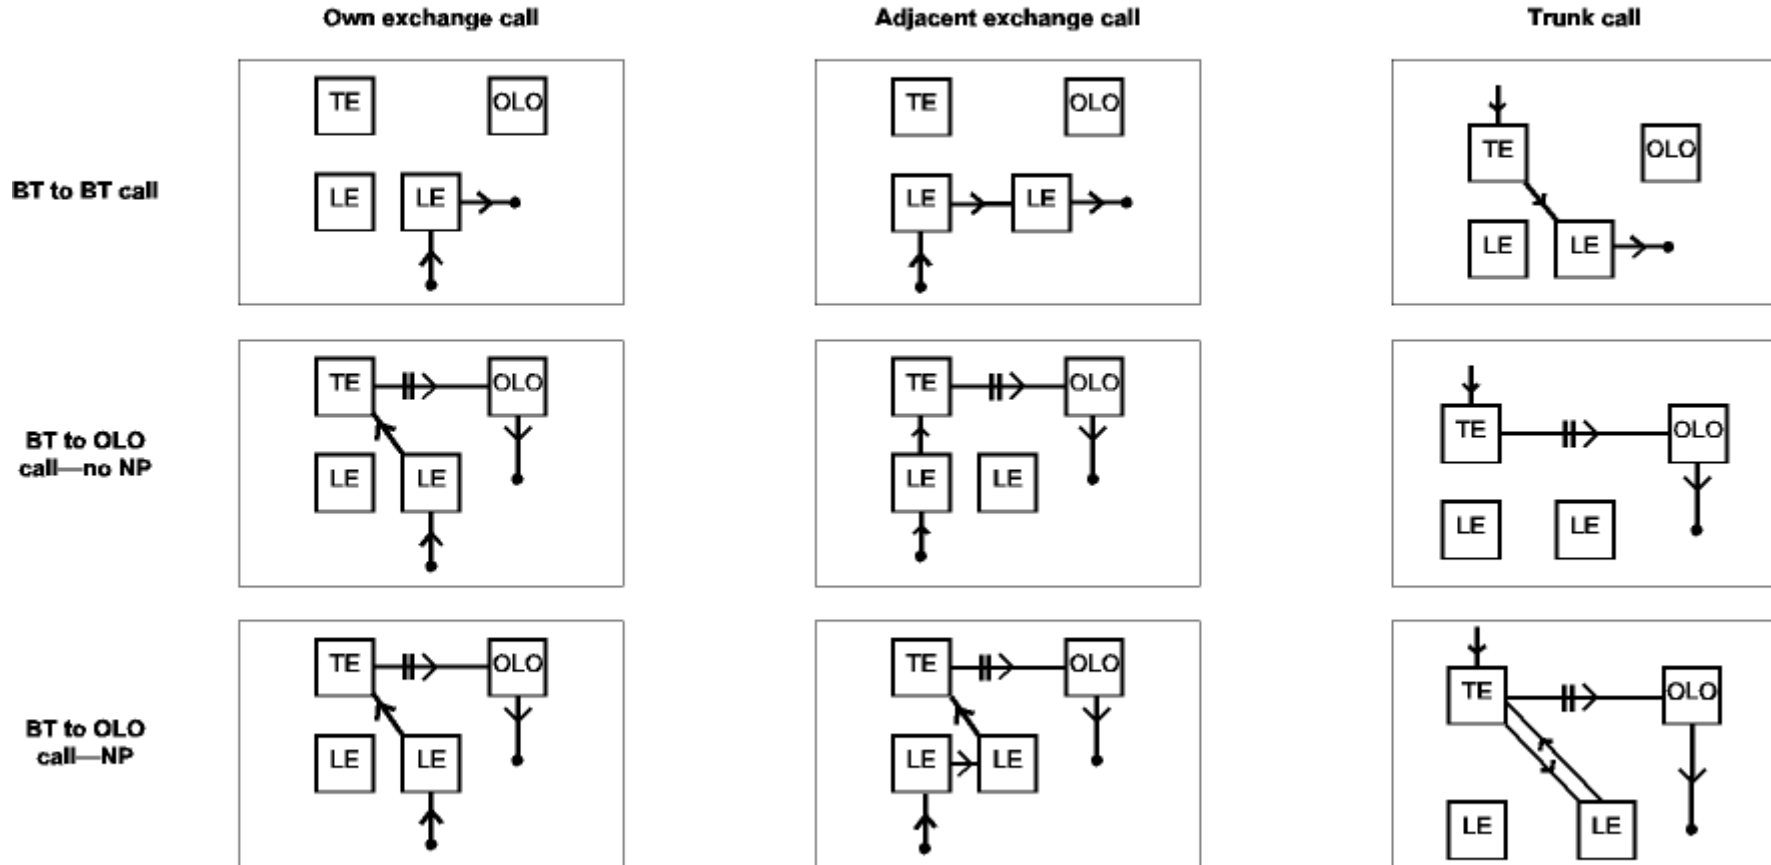 Own exchange call
Adjacent exchange call
Trunk call
BT to BT call
TE
OLO
LE
LE
TE
OLO
LE
LE
TE
OLO
LE
LE
BT to OLO
call—no NP
TE
OLO
LE
LE
TE
OLO
LE
LE
TE
OLO
LE
LE
BT to OLO
call—NP
TE
OLO
LE
LE
TE
OLO
LE
LE
TE
OLO
LE
LE